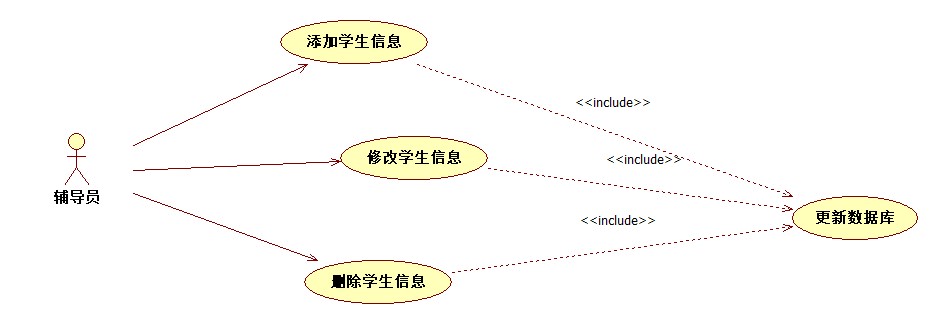 添加学生信息
<<include>>
修改学生信息
<<include>>
辅导员
更新数据库
<<include>>
删除学生信息